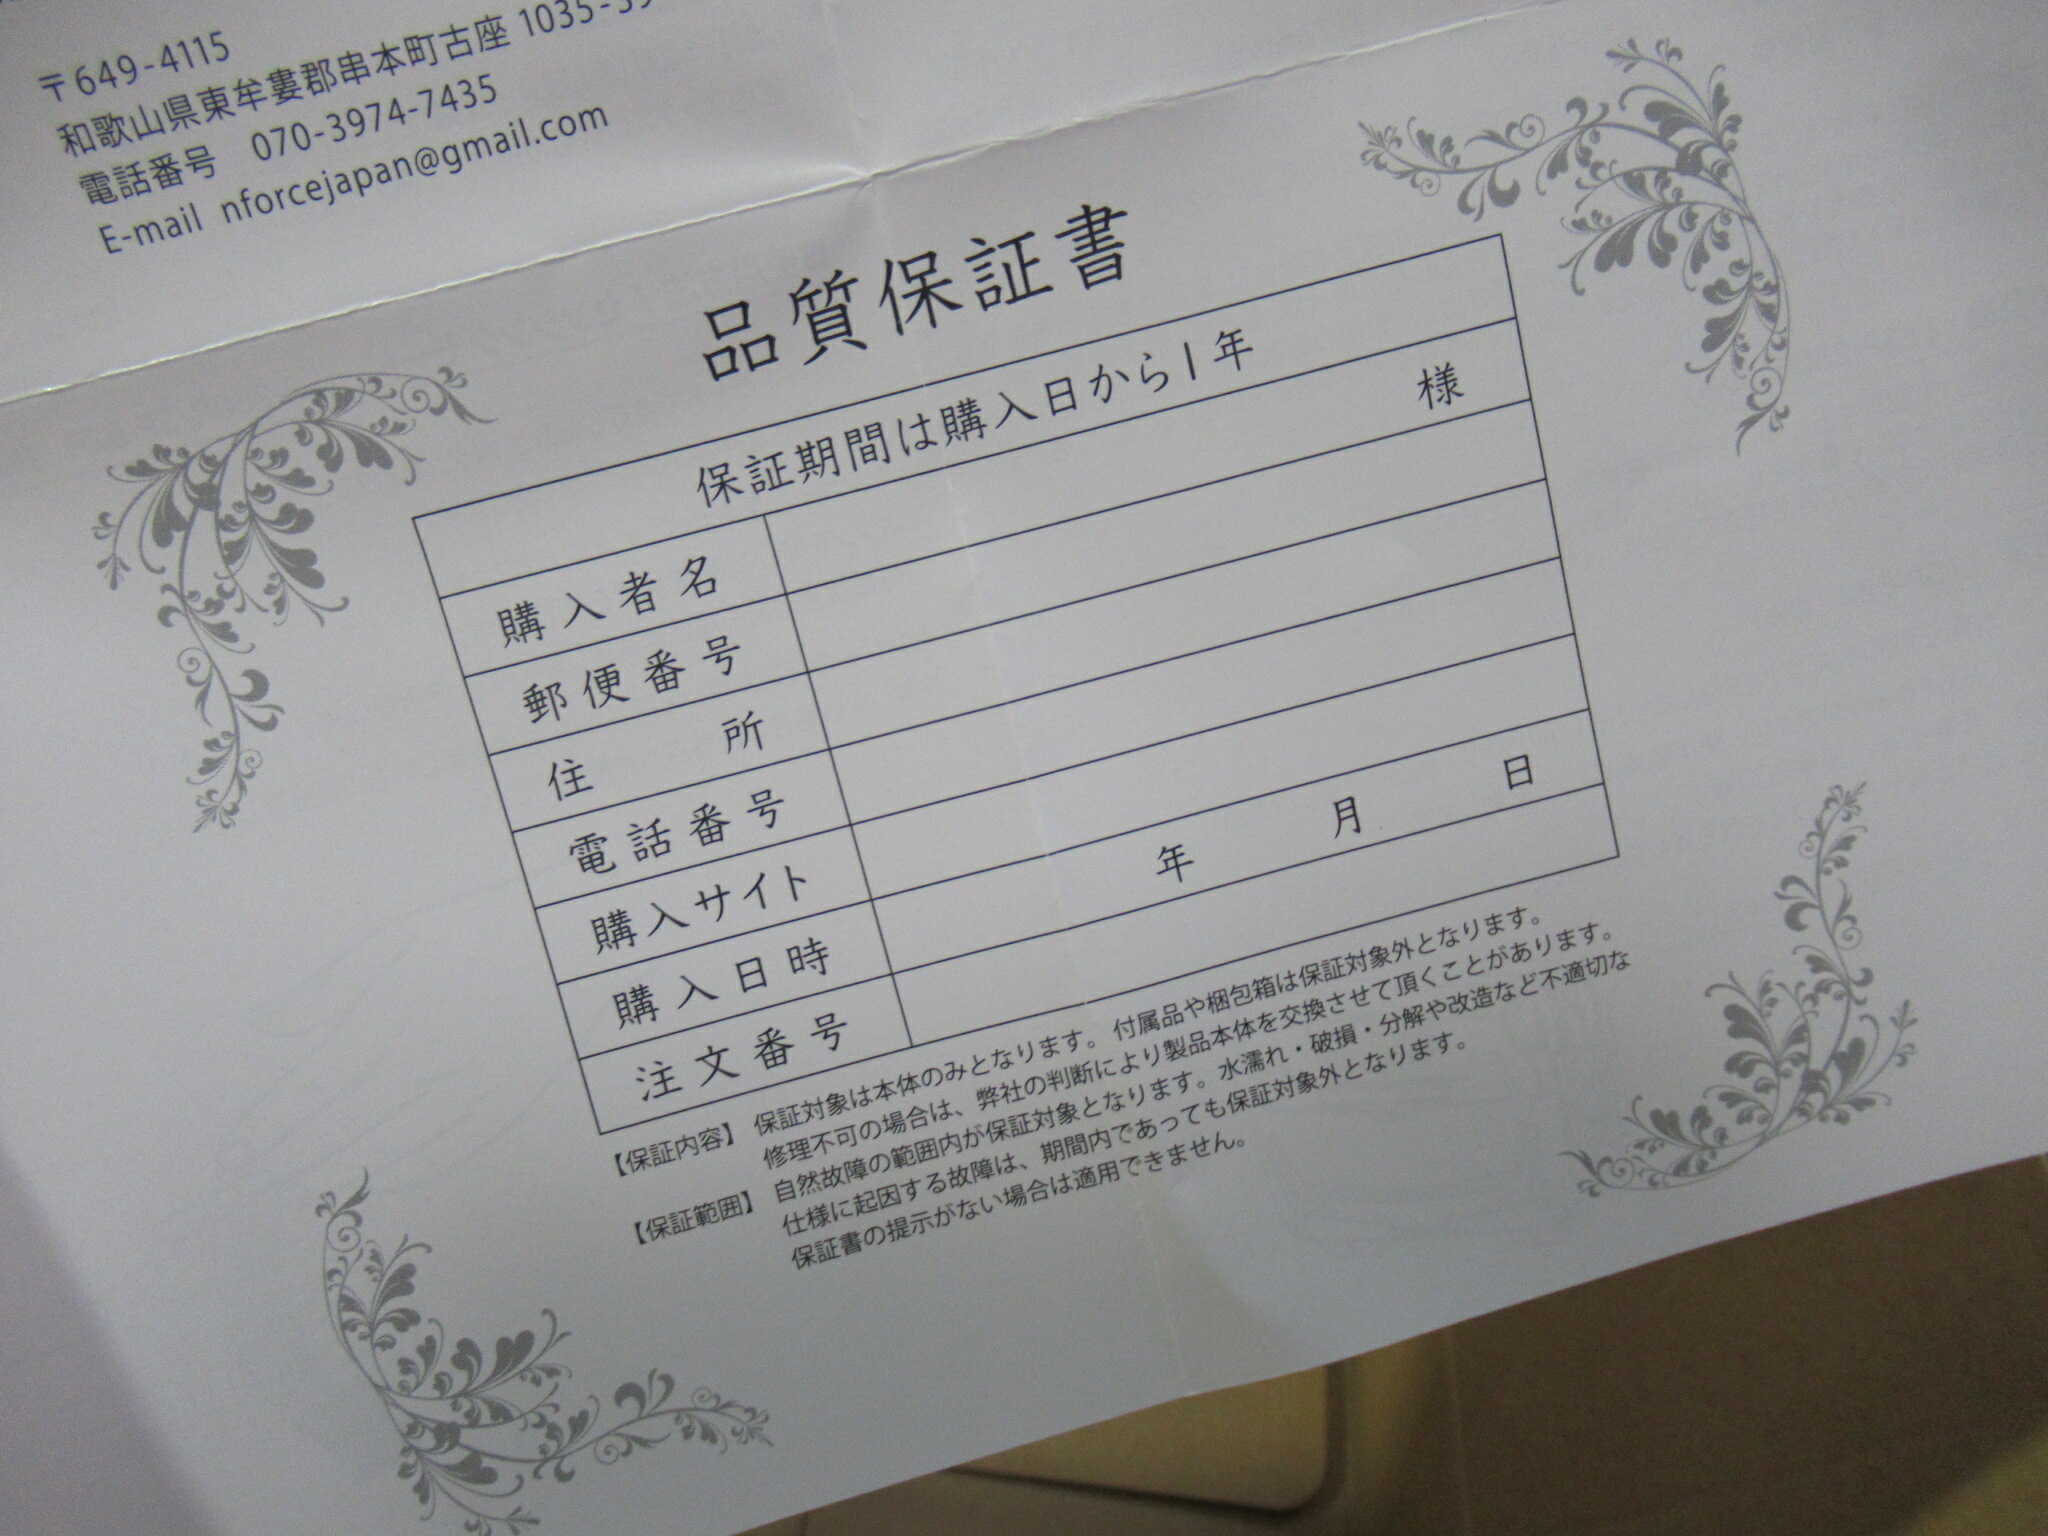 〒649-4115
和歌山県東牟婁郡串本町古座 1035-39
電話番号　070-3974-7435
E-mail nforcejapan@gmail.com
品質保証書
保証期間は購入日から1年
購入者名　様
郵便番号
住所
電話番号
購入サイト
購入日時　年　月　日
注文番号
【保証内容】 保証対象は本体のみとなります。付属品や梱包箱は保証対象外となります。
修理不可の場合は、弊社の判断により製品本体を交換させて頂くことがあります。
【保証範囲】 自然故障の範囲内が保証対象となります。水濡れ・破損・分解や改造など不適切な
仕様に起因する故障は、期間内であっても保証対象外となります。
保証書の提示がない場合は適用できません。